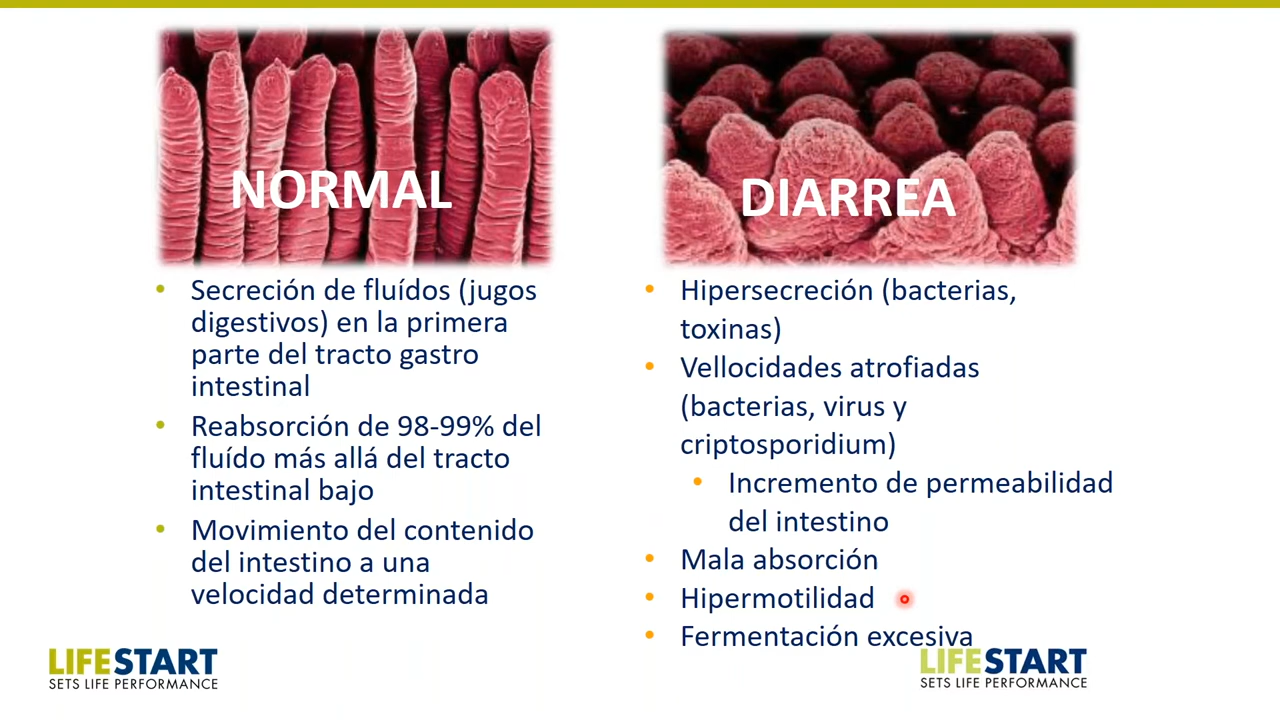 NORMAL
Secreción de fluídos (jugos
digestivos) en la primera
parte del tracto gastro
intestinal
Reabsorción de 98-99% del
fluído más allá del tracto
intestinal bajo
Movimiento del contenido
del intestino a una
velocidad determinada
LIFESTART
SETS LIFE PERFORMANCE
DIARREA
Hipersecreción (bacterias,
toxinas)
Vellocidades atrofiadas
(bacterias, virus y
criptosporidium)
Incremento de permeabilidad
del intestino
Mala absorción
Hipermotilidad
Fermentación excesiva
LIFESTART
SETS LIFE PERFORMANCE